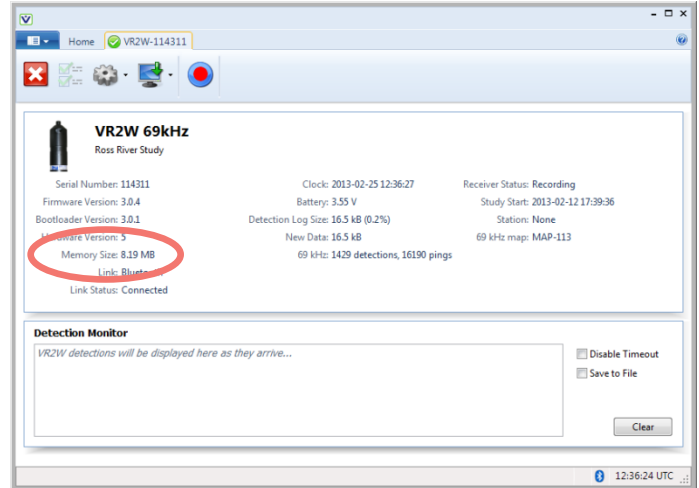 Home VR2W-114311
VR2W 69kHz
Ross River Study
Serial Number: 114311
Firmware Version: 3.0.4
Bootloader Version: 3.0.1
Hardware Version: 5
Memory Size: 8.19 MB
Link: Bluetooth
Link Status: Connected
Clock: 2013-02-25 12:36:27
Battery: 3.55 V
Detection Log Size: 16.5 kB (0.2%)
New Data: 16.5 kB
69 kHz: 1429 detections, 16190 pings
Receiver Status: Recording
Study Start: 2013-02-12 17:39:36
Station: None
69 kHz map: MAP-113
Detection Monitor
VR2W detections will be displayed here as they arrive...
Disable Timeout
Save to File
Clear
12:36:24 UTC